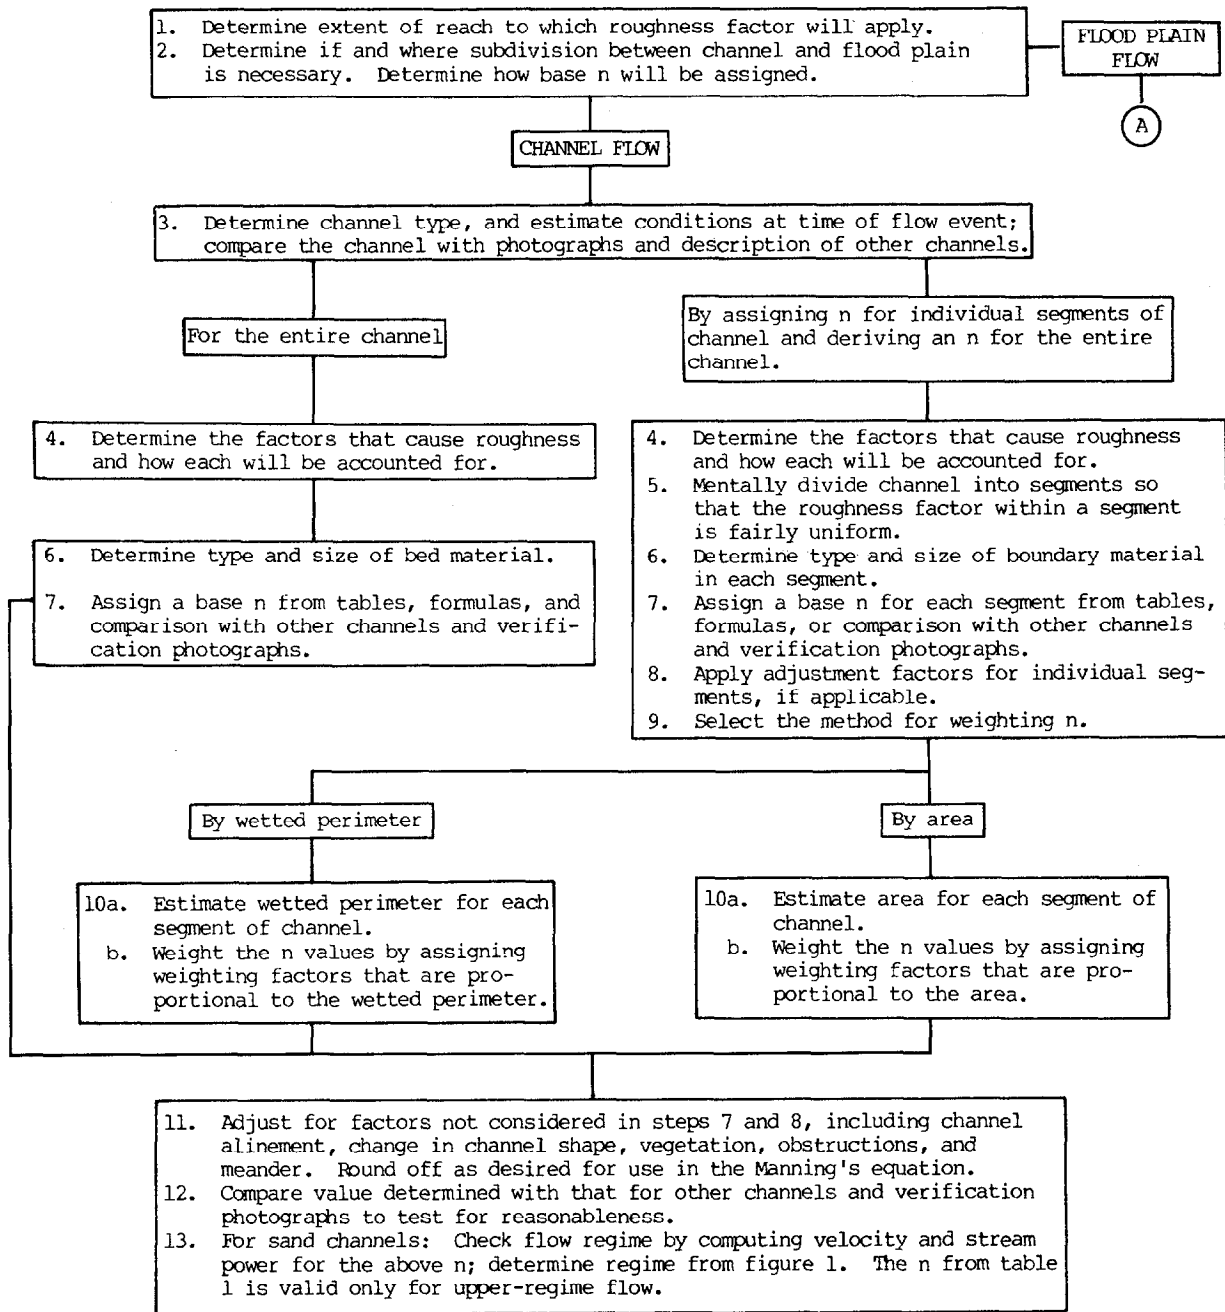 1. Determine extent of reach to which roughness factor will apply.
2. Determine if and where subdivision between channel and flood plain
is necessary. Determine how base n will be assigned.
FLOOD PLAIN
FLOW
A
CHANNEL FLOW
3. Determine channel type, and estimate conditions at time of flow event;
compare the channel with photographs and description of other channels.
For the entire channel
By assigning n for individual segments of
channel and deriving an n for the entire
channel.
4. Determine the factors that cause roughness
and how each will be accounted for.
6. Determine type and size of bed material.
7. Assign a base n from tables, formulas, and
comparison with other channels and verifi-
cation photographs.
4. Determine the factors that cause roughness
and how each will be accounted for.
5. Mentally divide channel into segments so
that the roughness factor within a segment
is fairly uniform.
6. Determine type and size of boundary material
in each segment.
7. Assign a base n for each segment from tables,
formulas, or comparison with other channels
and verification photographs.
8. Apply adjustment factors for individual seg-
ments, if applicable.
9. Select the method for weighting n.
By wetted perimeter
By area
10a. Estimate wetted perimeter for each
segment of channel.
b. Weight the n values by assigning
weighting factors that are pro-
portional to the wetted perimeter.
10a. Estimate area for each segment of
channel.
b. Weight the n values by assigning
weighting factors that are pro-
portional to the area.
11. Adjust for factors not considered in steps 7 and 8, including channel
alinement, change in channel shape, vegetation, obstructions, and
meander. Round off as desired for use in the Manning's equation.
12. Compare value determined with that for other channels and verification
photographs to test for reasonableness.
13. For sand channels: Check flow regime by computing velocity and stream
power for the above n; determine regime from figure 1. The n from table
1 is valid only for upper-regime flow.